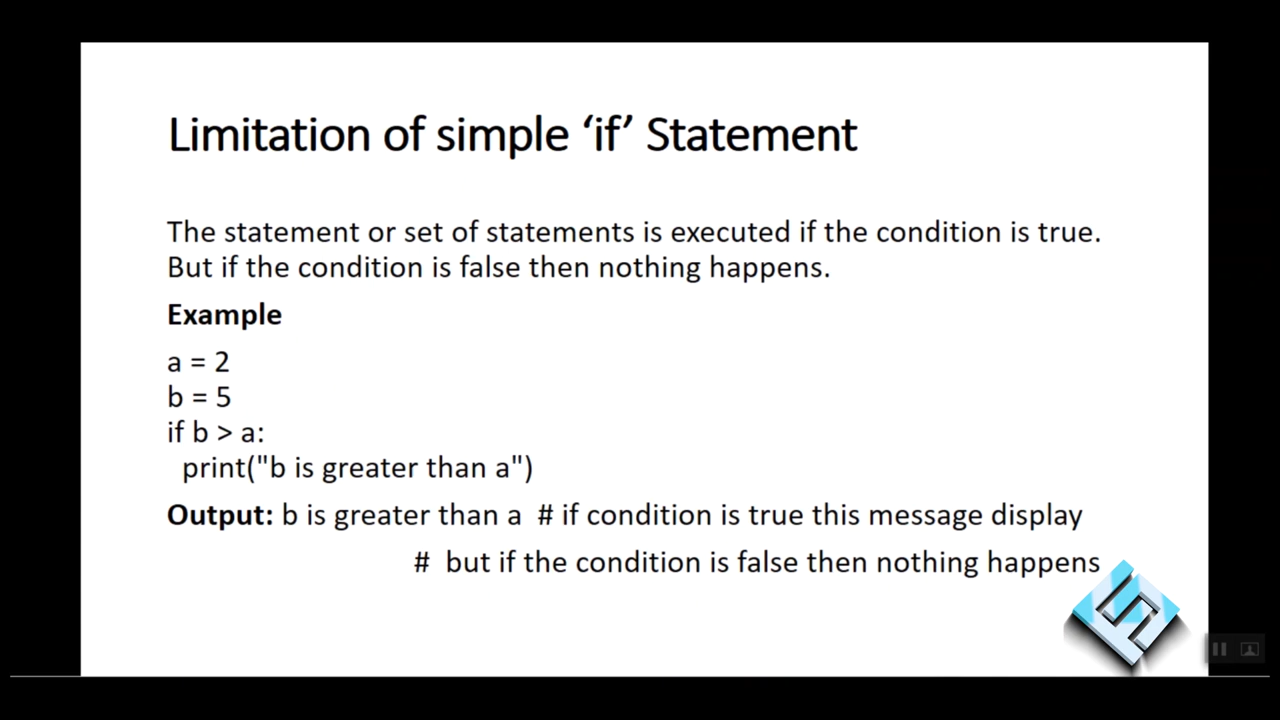 Limitation of simple ‘if’ Statement
The statement or set of statements is executed if the condition is true.
But if the condition is false then nothing happens.
Example
a = 2
b = 5
if b > a:
print("b is greater than a")
Output: b is greater than a # if condition is true this message display
# but if the condition is false then nothing happens